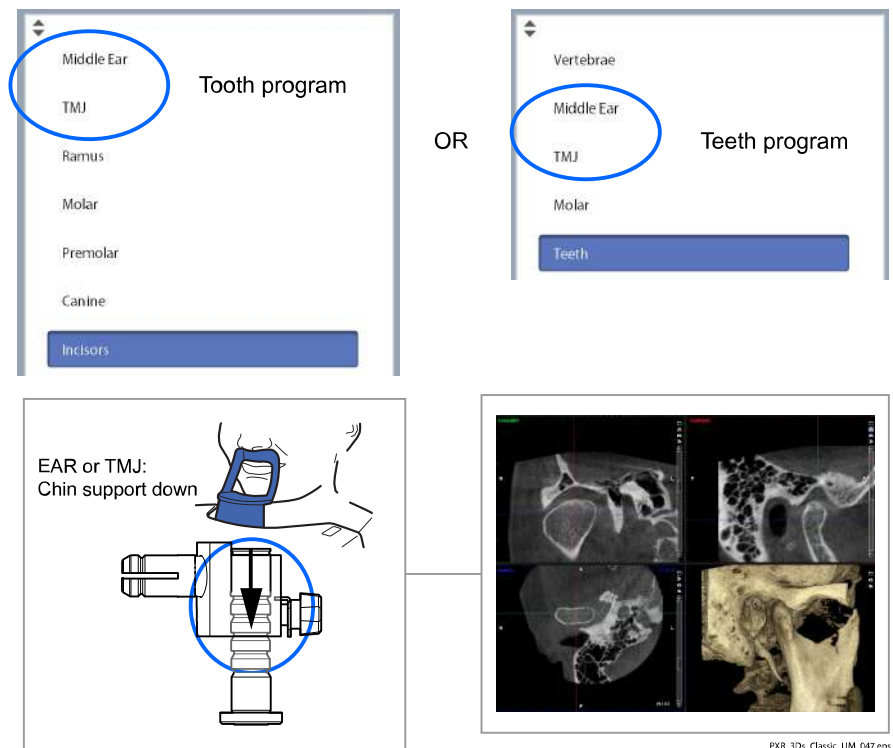 Middle Ear
TMJ
Ramus
Molar
Premolar
Canine
Incisors
Tooth program
OR
Vertebrae
Middle Ear
TMJ
Molar
Teeth
Teeth program
EAR or TMJ:
Chin support down
PXR_3Ds_Classic_UM_047.eps